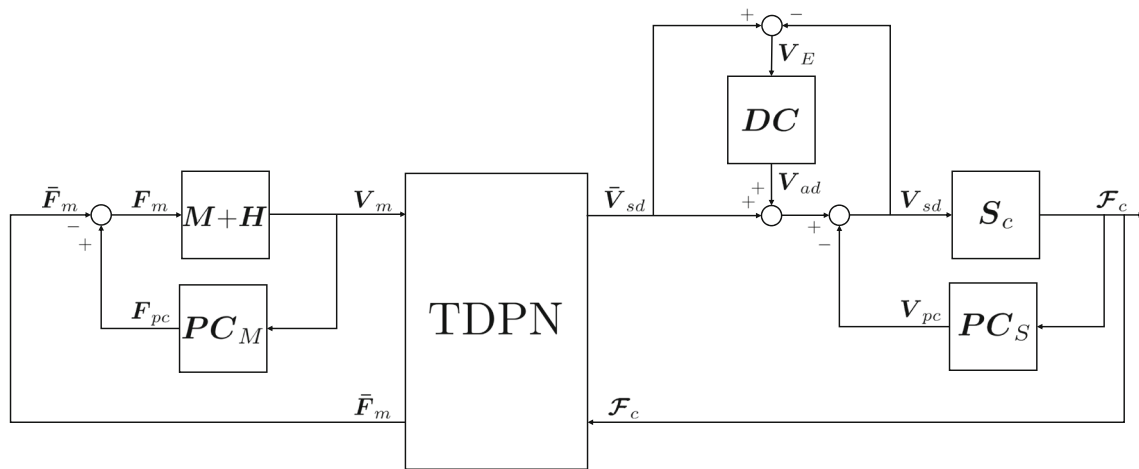 + −
V_E
DC
+ V_ad
F̄_m F_m M+H V_m V̄_sd + + V_sd S_c 𝓕_c
− + −
F_pc PC_M TDPN V_pc PC_S
F̄_m 𝓕_c